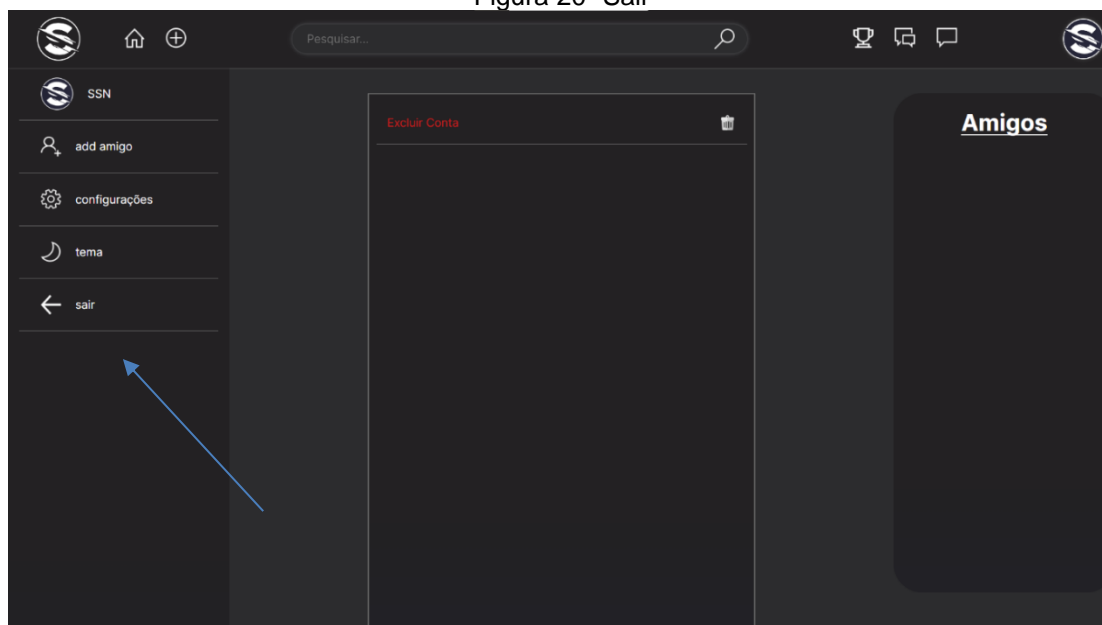 Figura 20- Sair
Pesquisar...
SSN
add amigo
configurações
tema
sair
Excluir Conta
Amigos